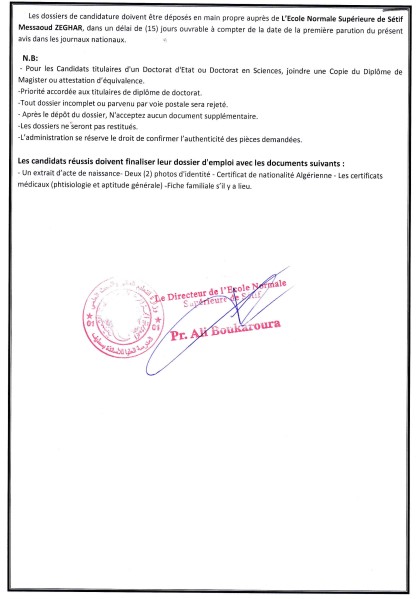 Les dossiers de candidature doivent être déposés en main propre auprès de L'Ecole Normale Supérieure de Sétif
Messaoud ZEGHAR, dans un délai de (15) jours ouvrable à compter de la date de la première parution du présent
avis dans les journaux nationaux.
N.B:
- Pour les Candidats titulaires d'un Doctorat d'Etat ou Doctorat en Sciences, joindre une Copie du Diplôme de
Magister ou attestation d'équivalence.
-Priorité accordée aux titulaires de diplôme de doctorat.
-Tout dossier incomplet ou parvenu par voie postale sera rejeté.
- Après le dépôt du dossier, N'acceptez aucun document supplémentaire.
-Les dossiers ne seront pas restitués.
-L'administration se réserve le droit de confirmer l'authenticité des pièces demandées.
Les candidats réussis doivent finaliser leur dossier d'emploi avec les documents suivants :
- Un extrait d'acte de naissance- Deux (2) photos d'identité - Certificat de nationalité Algérienne - Les certificats
médicaux (phtisiologie et aptitude générale) -Fiche familiale s'il y a lieu.
Le Directeur de l'Ecole Normale
Supérieure de Sétif
Pr. Ali Boukaroura
01
01